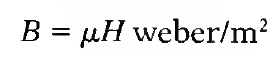 B = μH weber/m²